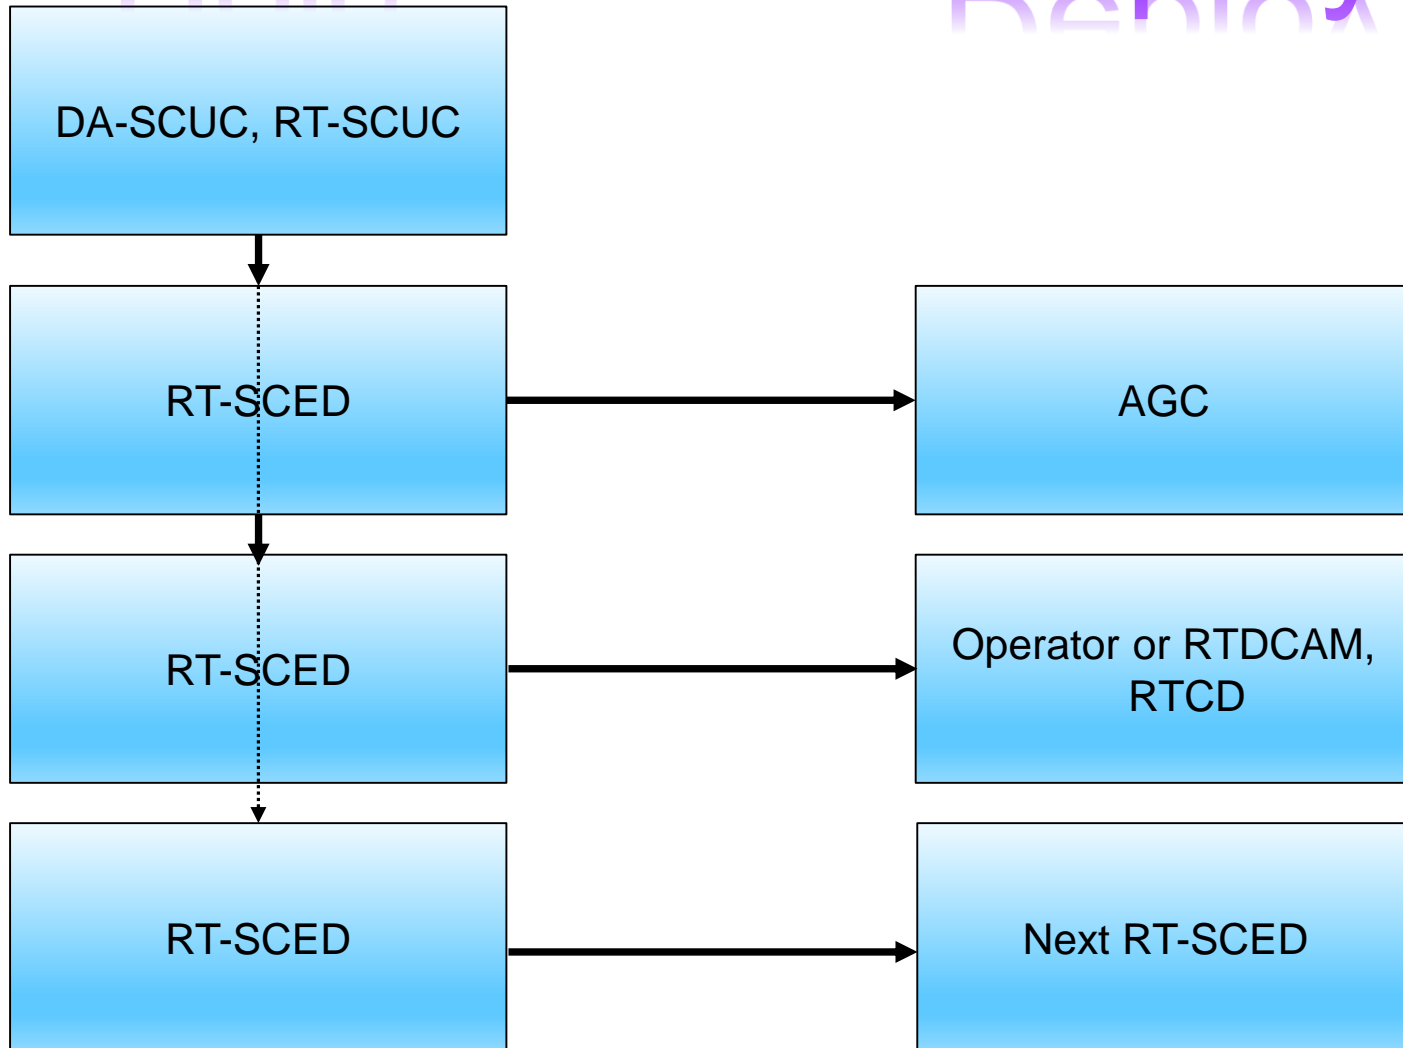 DA-SCUC, RT-SCUC
RT-SCED
AGC
RT-SCED
Operator or RTDCAM,
RTCD
RT-SCED
Next RT-SCED